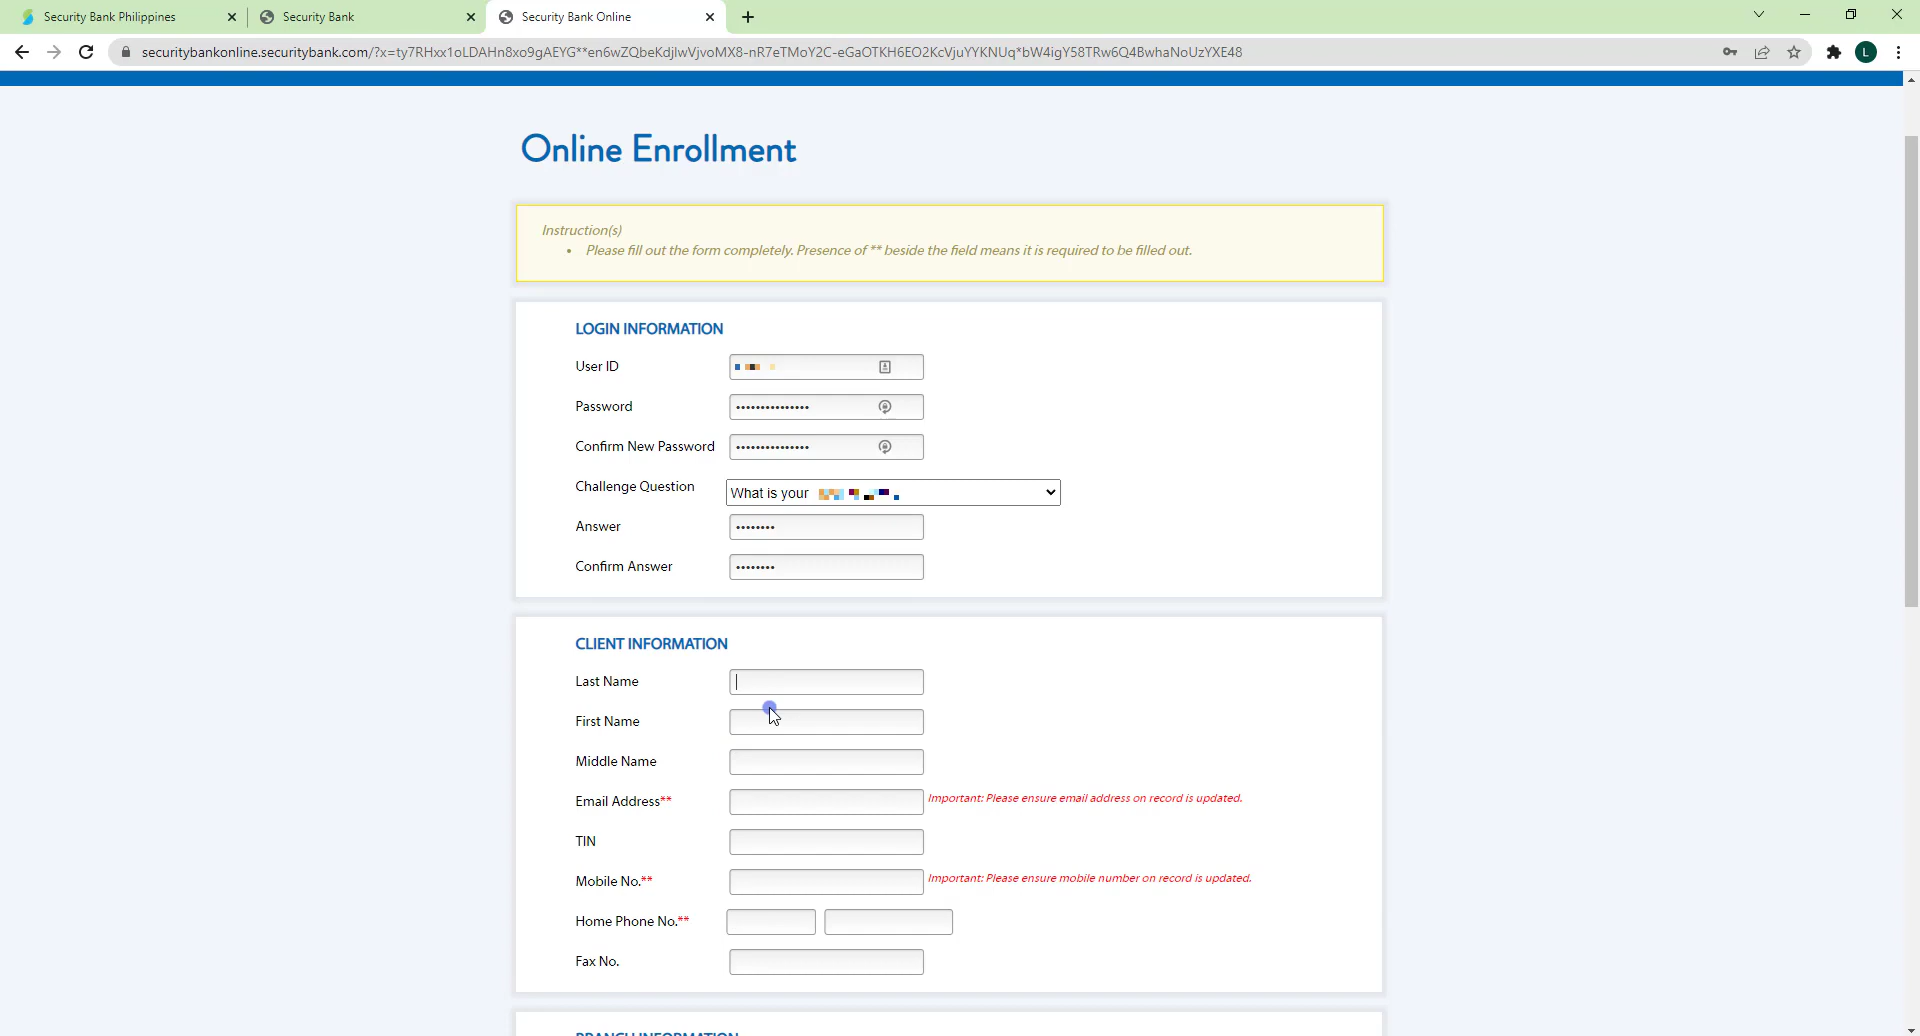 Security Bank Philippines
Security Bank
Security Bank Online
securitybankonline.securitybank.com/?x=ty7RHxx1oLDAHn8xo9gAEYG**en6wZQbeKdjlwVjvoMX8-nR7eTMoY2C-eGaOTKH6EO2KcVjuYYKNUq*bW4igY58TRw6Q4BwhaNoUzYXE48
L
Online Enrollment
Instruction(s)
• Please fill out the form completely. Presence of ** beside the field means it is required to be filled out.
LOGIN INFORMATION
User ID
Password •••••••••••••••
Confirm New Password •••••••••••••••
Challenge Question What is your
Answer ••••••••
Confirm Answer ••••••••
CLIENT INFORMATION
Last Name
First Name
Middle Name
Email Address** Important: Please ensure email address on record is updated.
TIN
Mobile No.** Important: Please ensure mobile number on record is updated.
Home Phone No.**
Fax No.
BRANCH INFORMATION